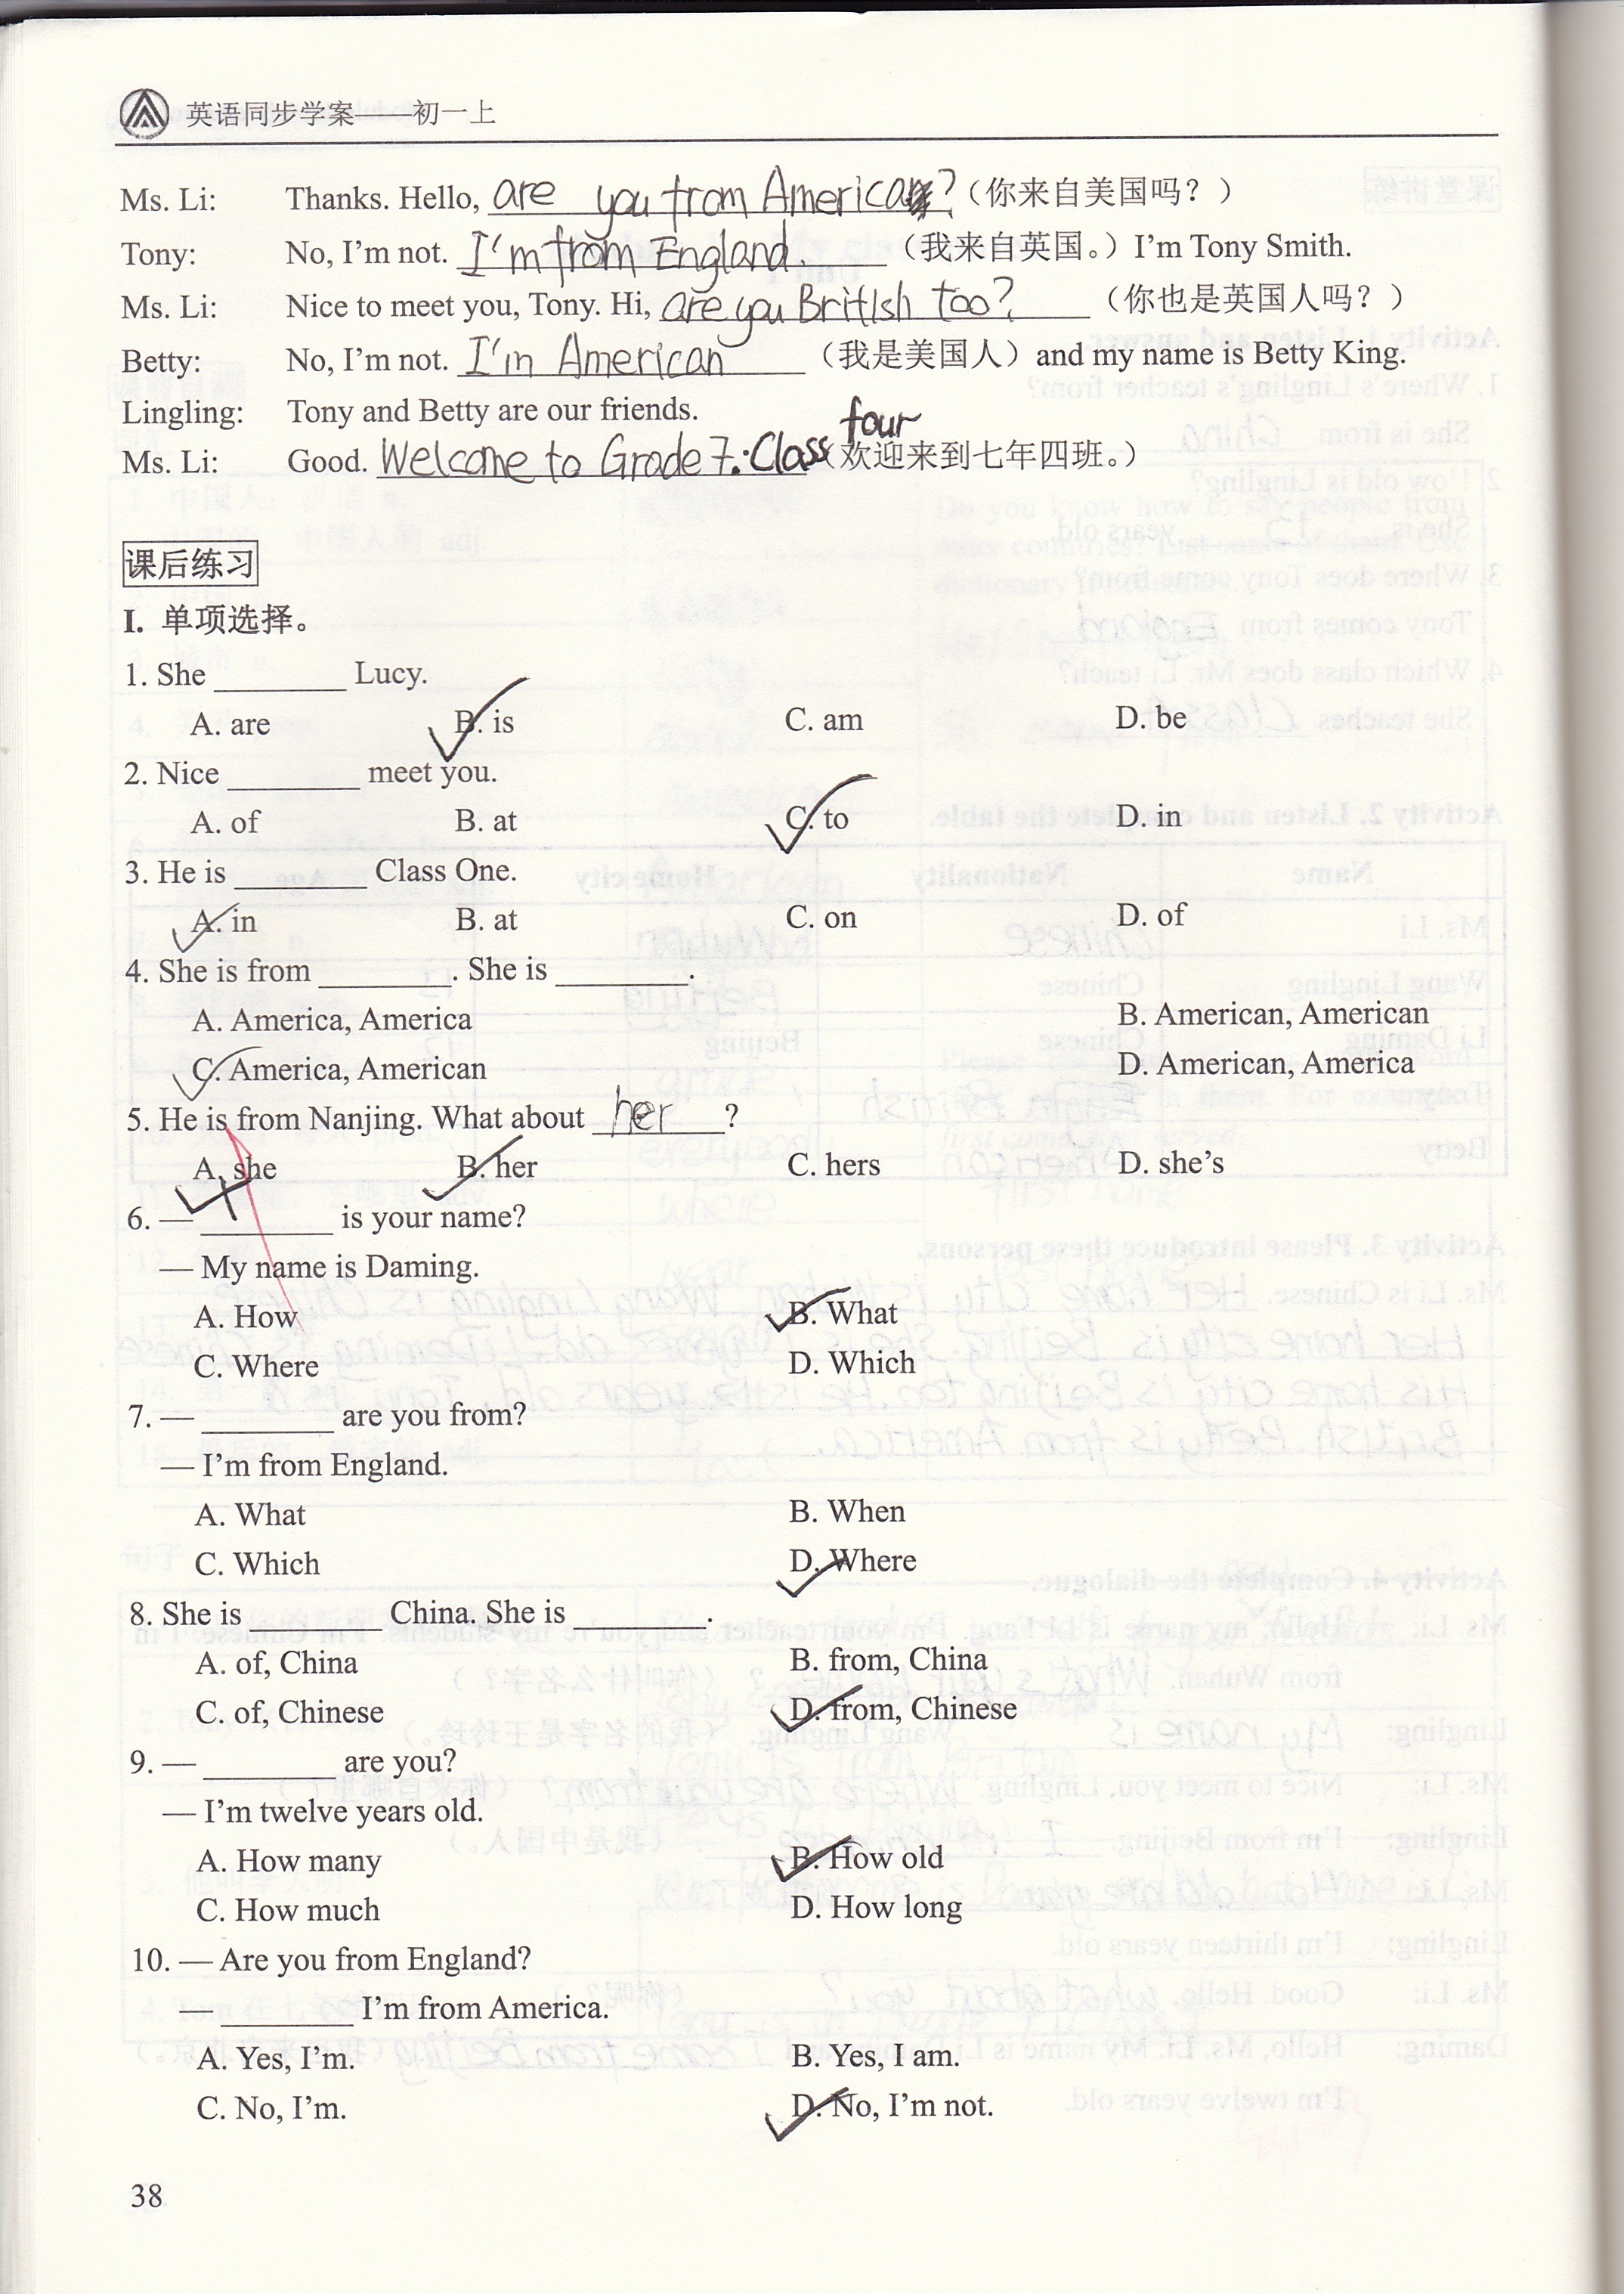 英语同步学案——初一上
Ms. Li: Thanks. Hello, are you from America?（你来自美国吗？）
Tony: No, I'm not. I'm from England.（我来自英国。）I'm Tony Smith.
Ms. Li: Nice to meet you, Tony. Hi, are you British too?（你也是英国人吗？）
Betty: No, I'm not. I'm American（我是美国人）and my name is Betty King.
Lingling: Tony and Betty are our friends.
four
Ms. Li: Good. Welcome to Grade 7. Class（欢迎来到七年四班。）
课后练习
I. 单项选择。
1. She ________ Lucy.
A. are B. is C. am D. be
2. Nice ________ meet you.
A. of B. at C. to D. in
3. He is ________ Class One.
A. in B. at C. on D. of
4. She is from ________. She is ________.
A. America, America B. American, American
C. America, American D. American, America
5. He is from Nanjing. What about her?
A. she B. her C. hers D. she's
6. — ________ is your name?
— My name is Daming.
A. How B. What
C. Where D. Which
7. — ________ are you from?
— I'm from England.
A. What B. When
C. Which D. Where
8. She is ________ China. She is ________.
A. of, China B. from, China
C. of, Chinese D. from, Chinese
9. — ________ are you?
— I'm twelve years old.
A. How many B. How old
C. How much D. How long
10. — Are you from England?
— ________ I'm from America.
A. Yes, I'm. B. Yes, I am.
C. No, I'm. D. No, I'm not.
38